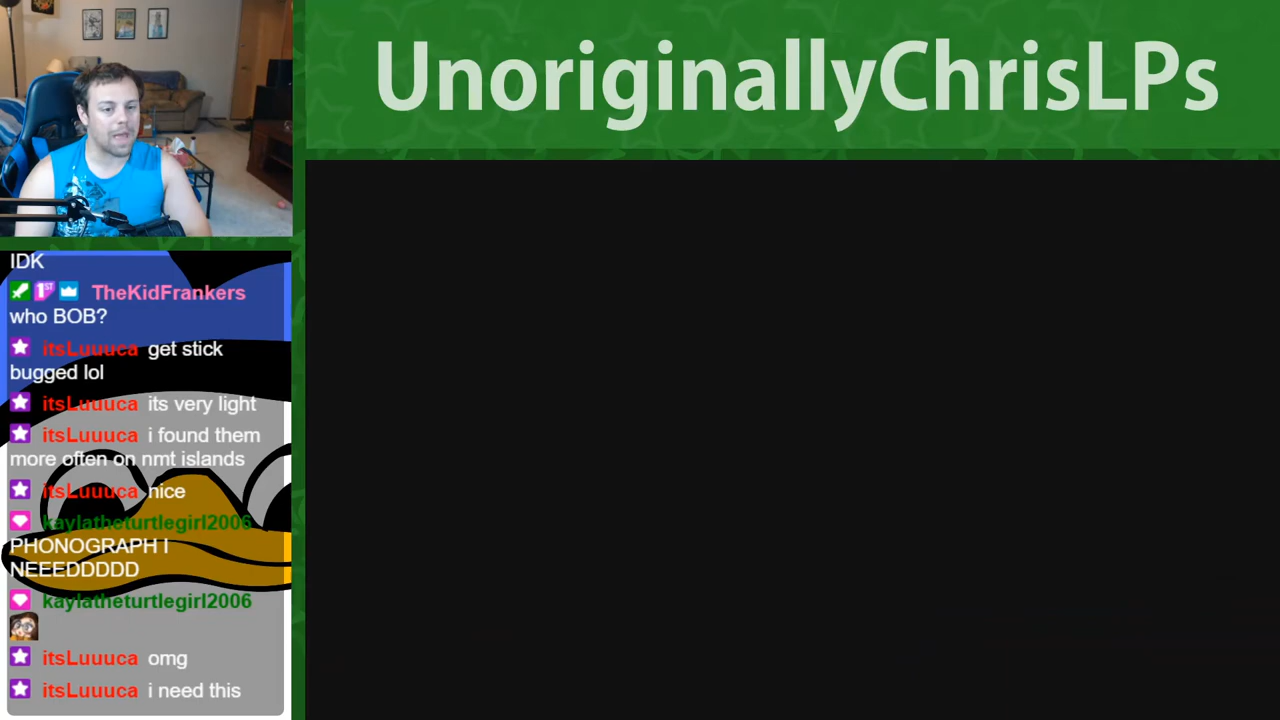 UnoriginallyChrisLPs
IDK
TheKidFrankers
who BOB?
itsLuuuca get stick
bugged lol
itsLuuuca its very light
itsLuuuca i found them
more often on nmt islands
itsLuuuca nice
kaylatheturtlegirl2006
PHONOGRAPH I
NEEEDDDDD
kaylatheturtlegirl2006
itsLuuuca omg
itsLuuuca i need this